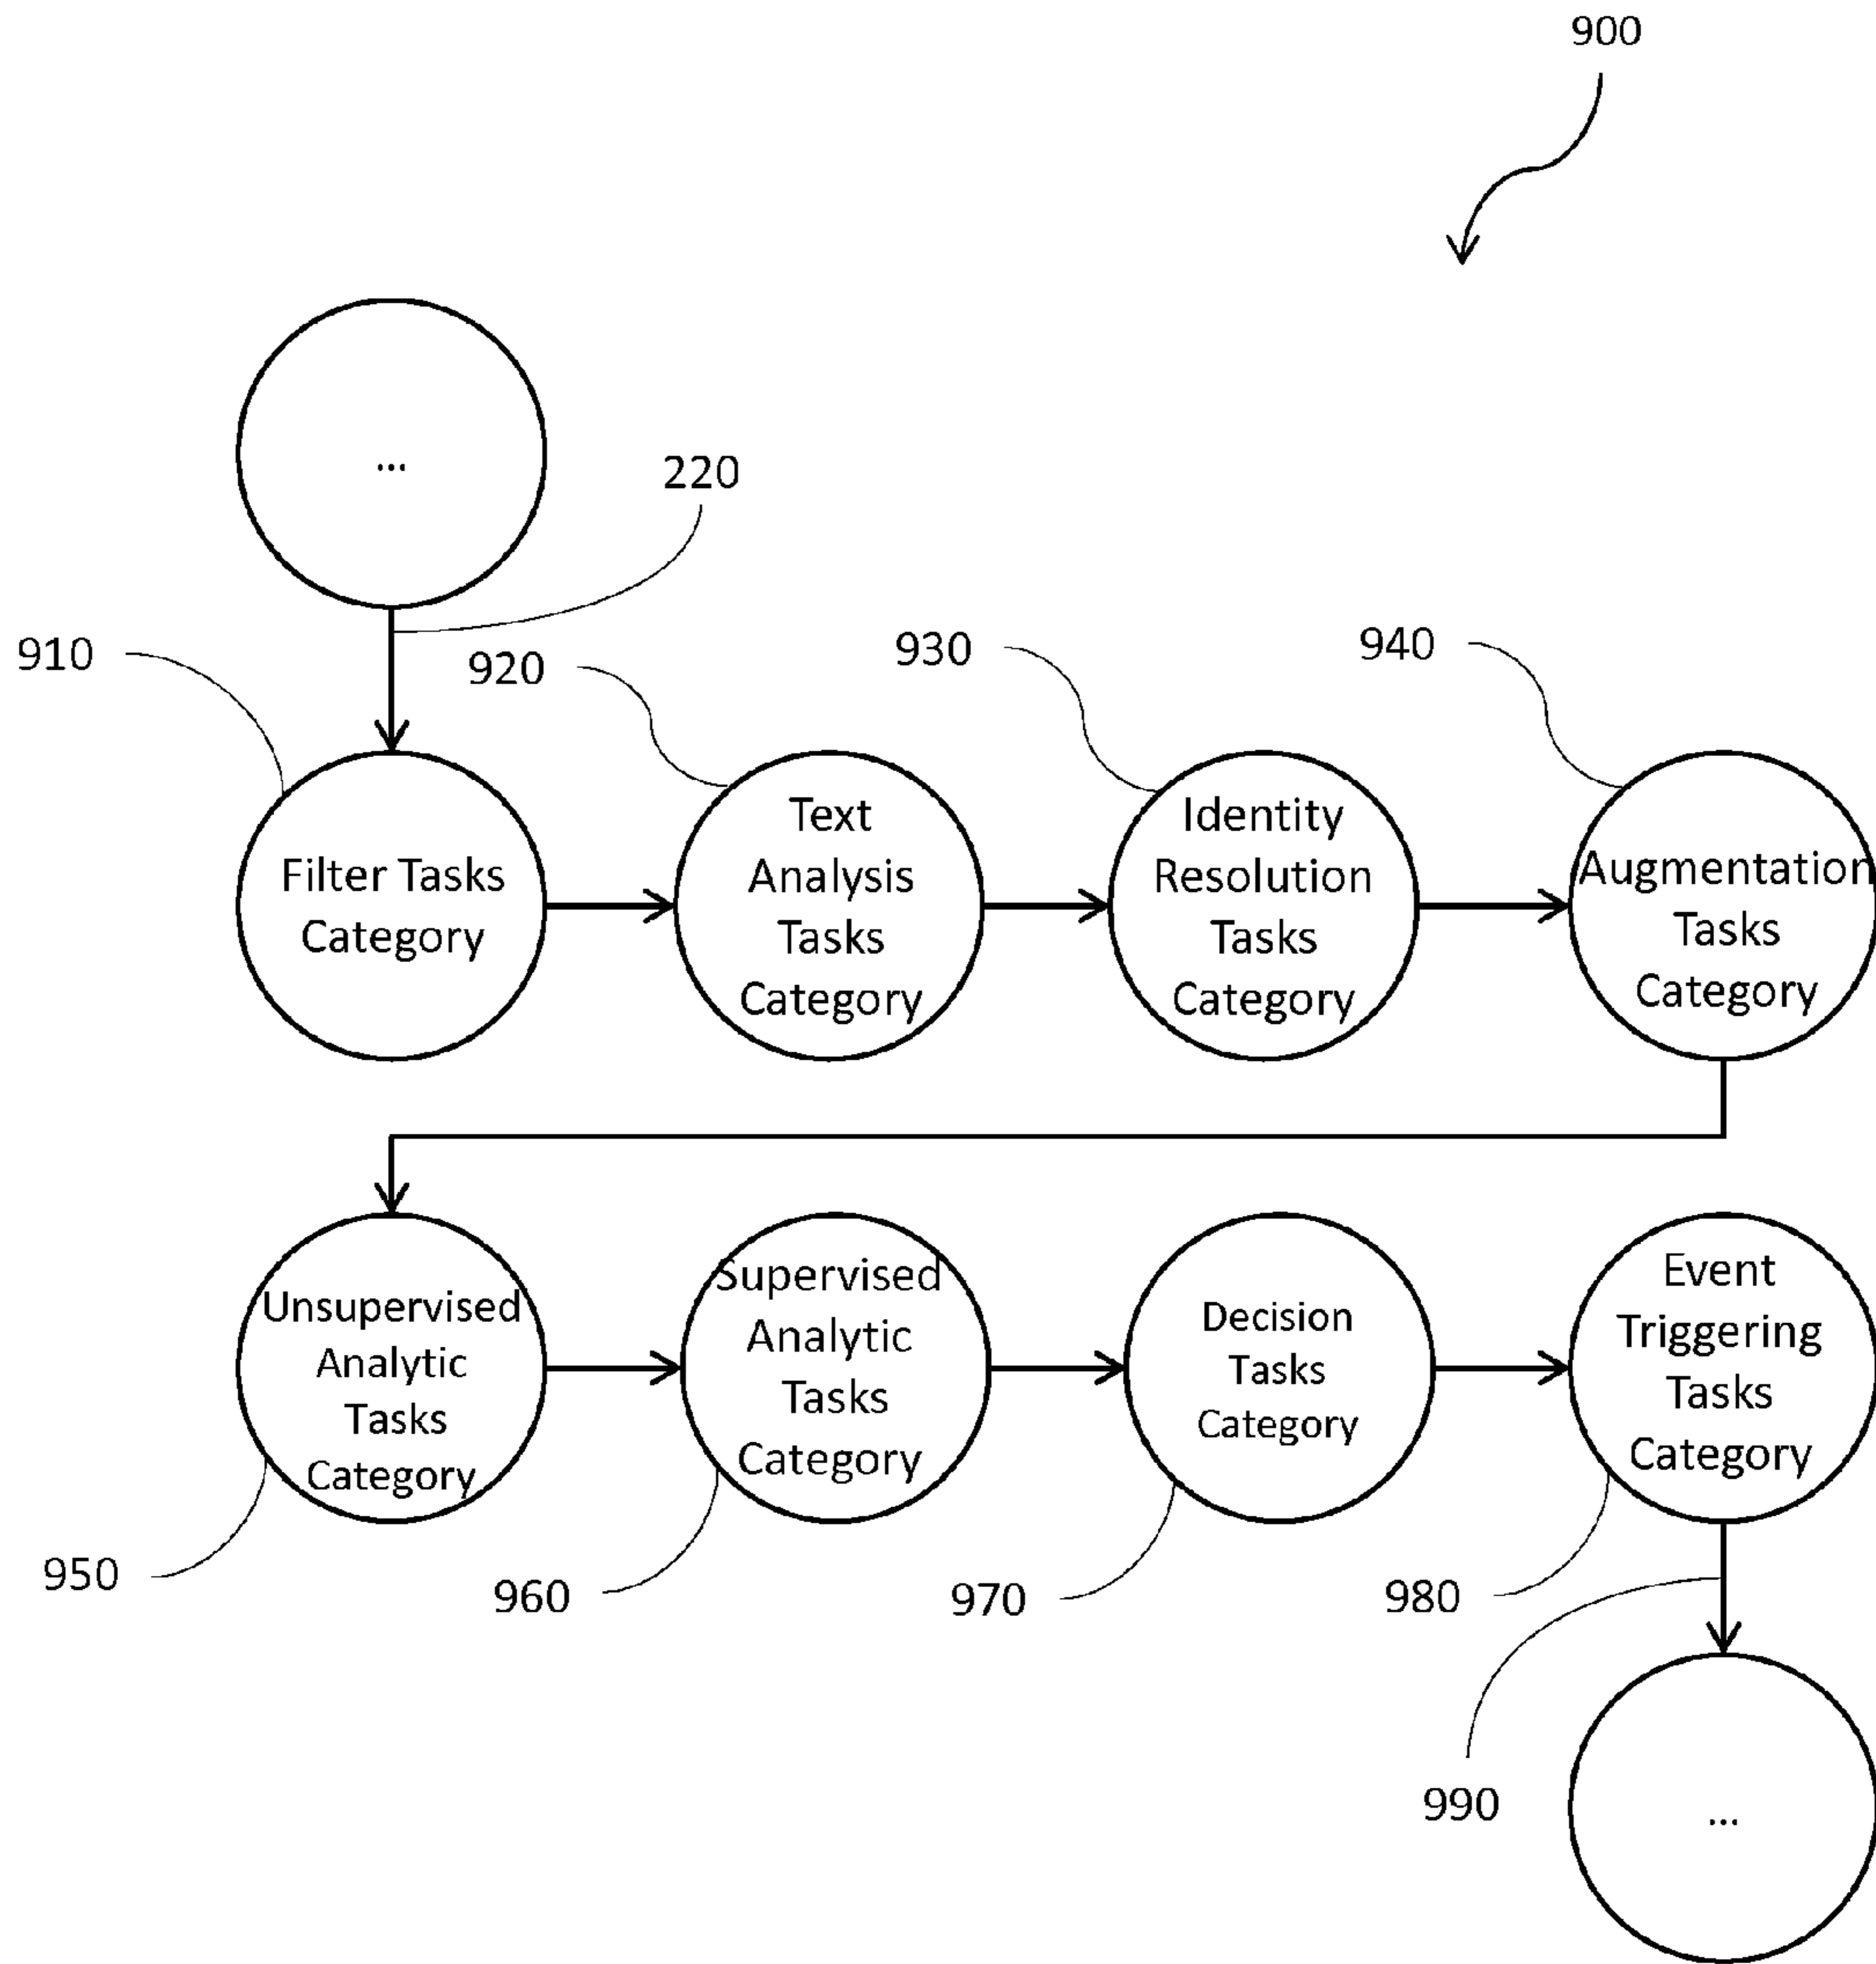 900
...
220
910
920
930
940
Filter Tasks
Category
Text
Analysis
Tasks
Category
Identity
Resolution
Tasks
Category
Augmentation
Tasks
Category
Unsupervised
Analytic
Tasks
Category
Supervised
Analytic
Tasks
Category
Decision
Tasks
Category
Event
Triggering
Tasks
Category
950
960
970
980
990
...